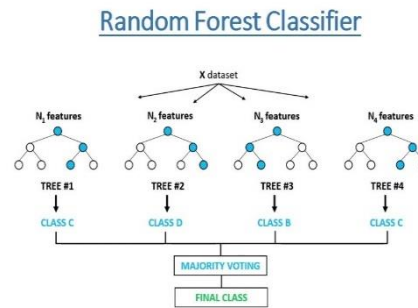 Random Forest Classifier
X dataset
N₁ features N₂ features N₃ features N₄ features
TREE #1 TREE #2 TREE #3 TREE #4
CLASS C CLASS D CLASS B CLASS C
MAJORITY VOTING
FINAL CLASS